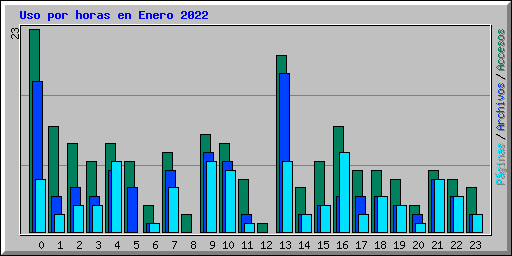 Uso por horas en Enero 2022
23
Páginas / Archivos / Accesos
0 1 2 3 4 5 6 7 8 9 10 11 12 13 14 15 16 17 18 19 20 21 22 23